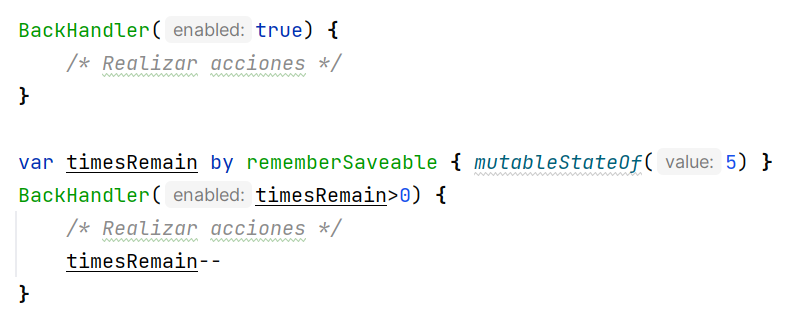 BackHandler( enabled: true) {
    /* Realizar acciones */
}

var timesRemain by rememberSaveable { mutableStateOf( value: 5) }
BackHandler( enabled: timesRemain>0) {
    /* Realizar acciones */
    timesRemain--
}